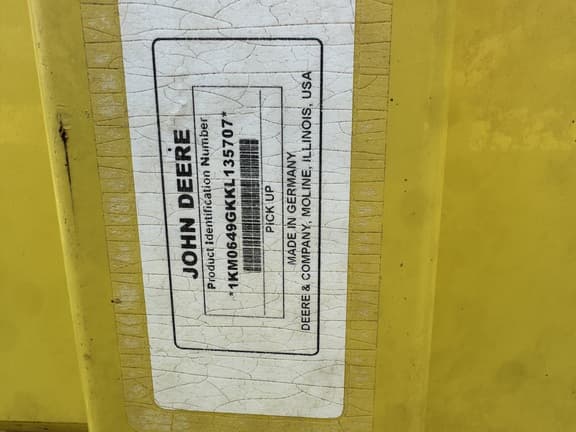 JOHN DEERE
Product Identification Number
*1KM0649GKKL135707*
PICK UP
MADE IN GERMANY
DEERE & COMPANY, MOLINE, ILLINOIS, USA